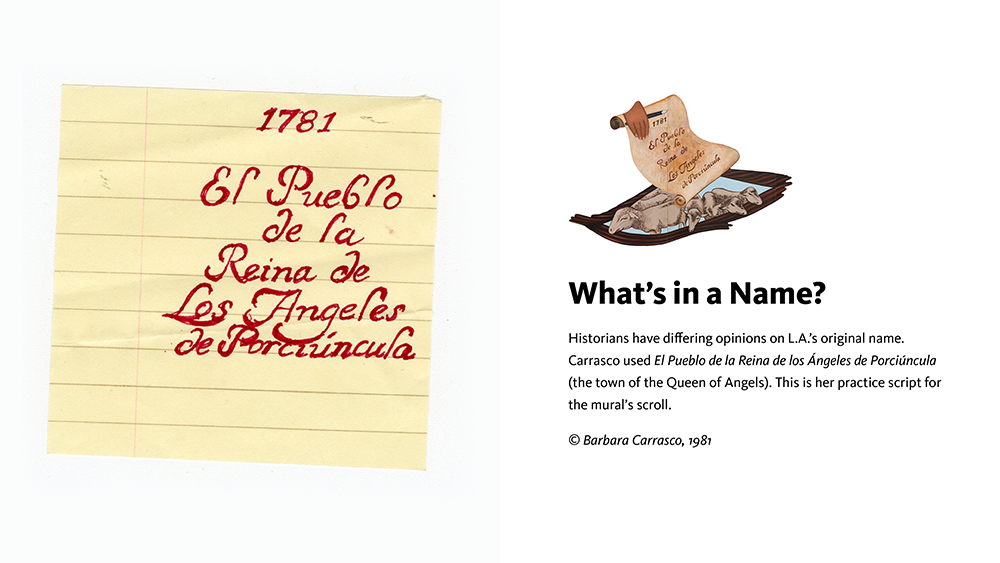 1781
El Pueblo
de la
Reina de
Los Angeles
de Porciúncula
1781
El Pueblo
de la
Reina de
Los Angeles
de Porciúncula
What's in a Name?
Historians have differing opinions on L.A.'s original name.
Carrasco used El Pueblo de la Reina de los Ángeles de Porciúncula
(the town of the Queen of Angels). This is her practice script for
the mural's scroll.
© Barbara Carrasco, 1981